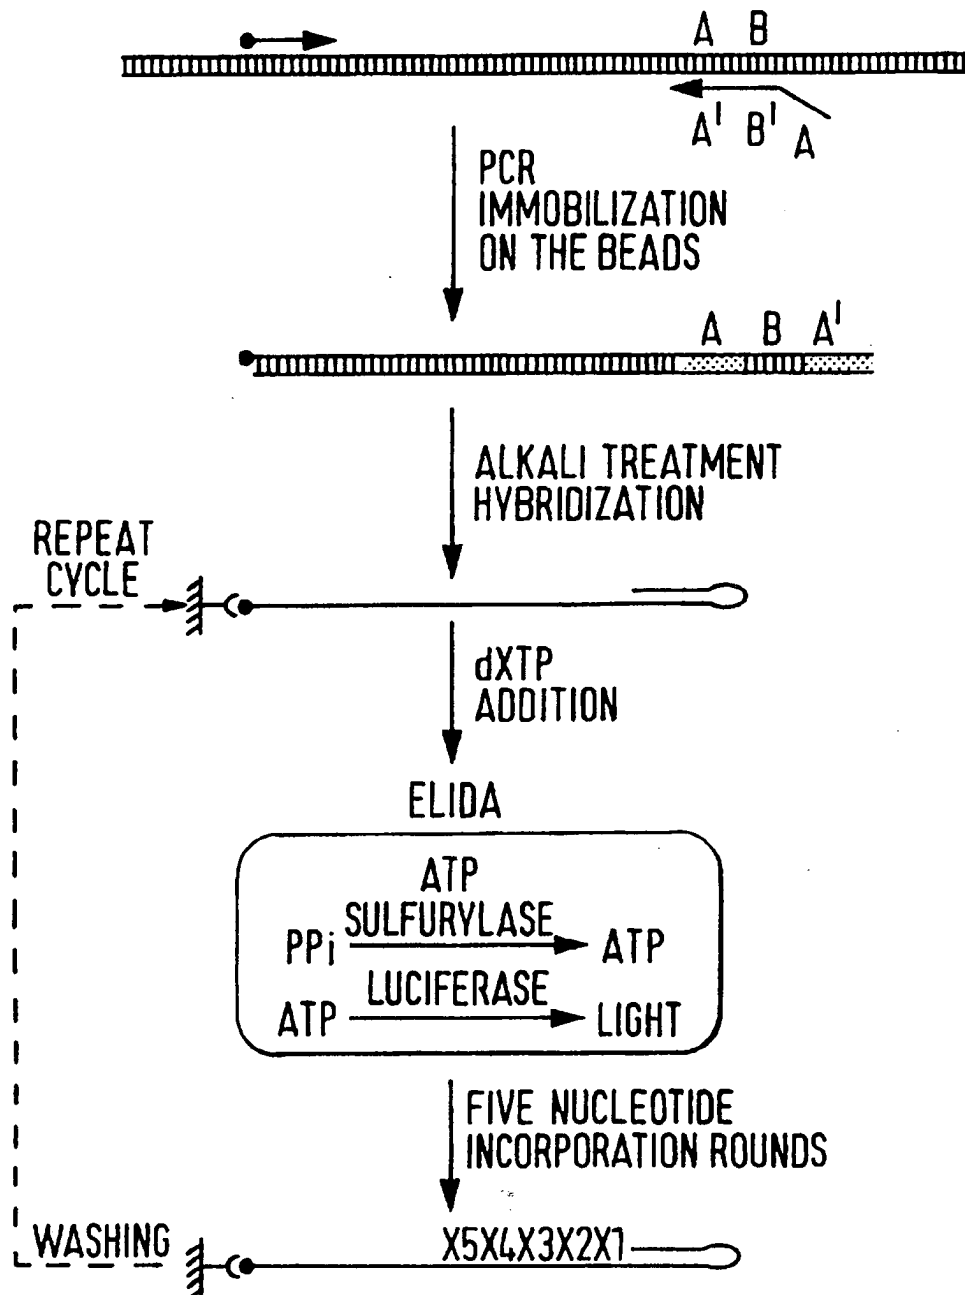 A B
A' B' A
PCR
IMMOBILIZATION
ON THE BEADS
A B A'
ALKALI TREATMENT
HYBRIDIZATION
REPEAT
CYCLE
dXTP
ADDITION
ELIDA
ATP
SULFURYLASE
PPi ATP
LUCIFERASE
ATP LIGHT
FIVE NUCLEOTIDE
INCORPORATION ROUNDS
WASHING
X5X4X3X2X1